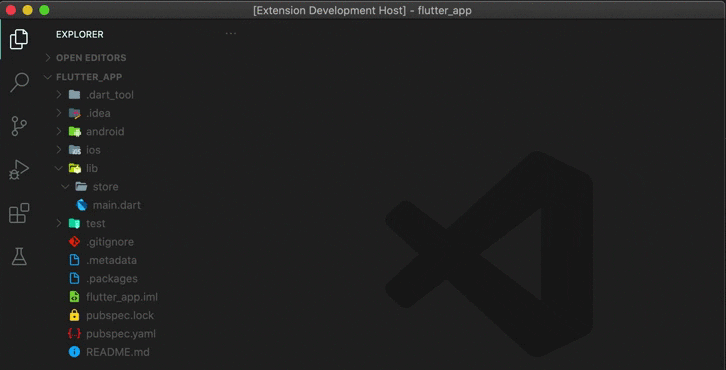 [Extension Development Host] - flutter_app
EXPLORER
OPEN EDITORS
FLUTTER_APP
.dart_tool
.idea
android
ios
lib
store
main.dart
test
.gitignore
.metadata
.packages
flutter_app.iml
pubspec.lock
pubspec.yaml
README.md